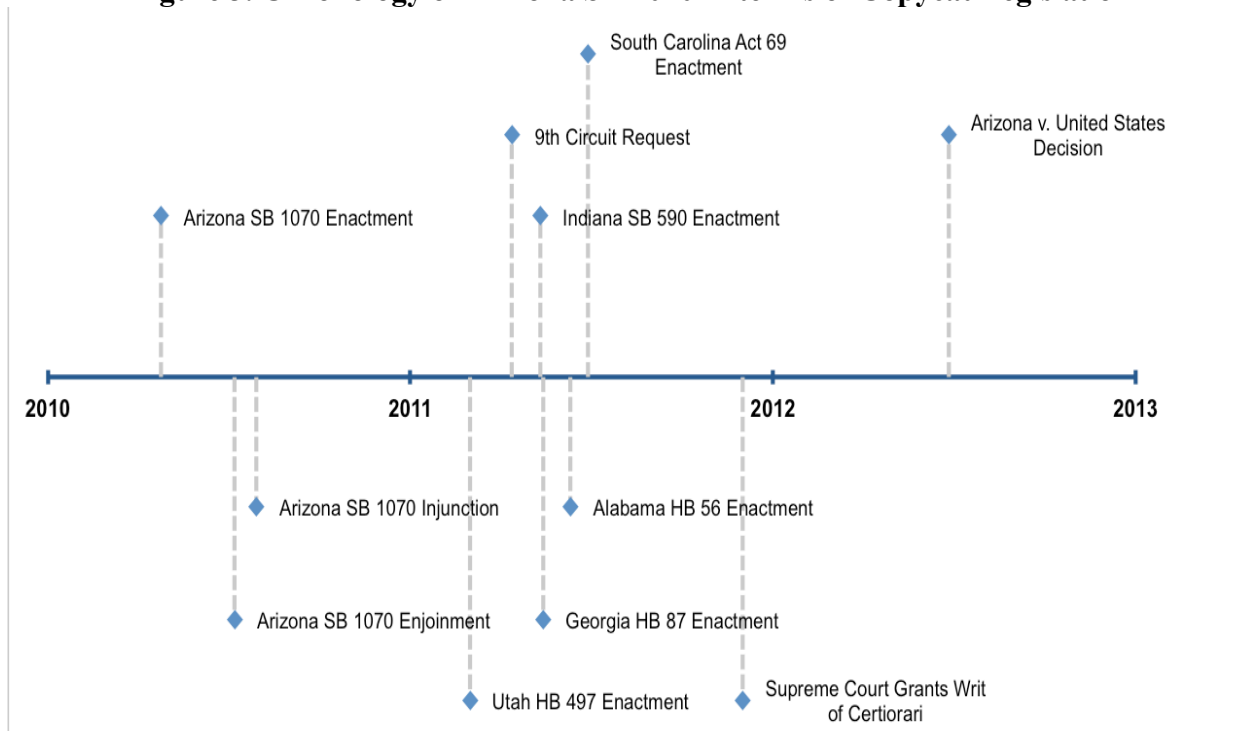 South Carolina Act 69
Enactment
9th Circuit Request
Arizona v. United States
Decision
Arizona SB 1070 Enactment
Indiana SB 590 Enactment
2010
2011
2012
2013
Arizona SB 1070 Injunction
Alabama HB 56 Enactment
Arizona SB 1070 Enjoinment
Georgia HB 87 Enactment
Utah HB 497 Enactment
Supreme Court Grants Writ
of Certiorari